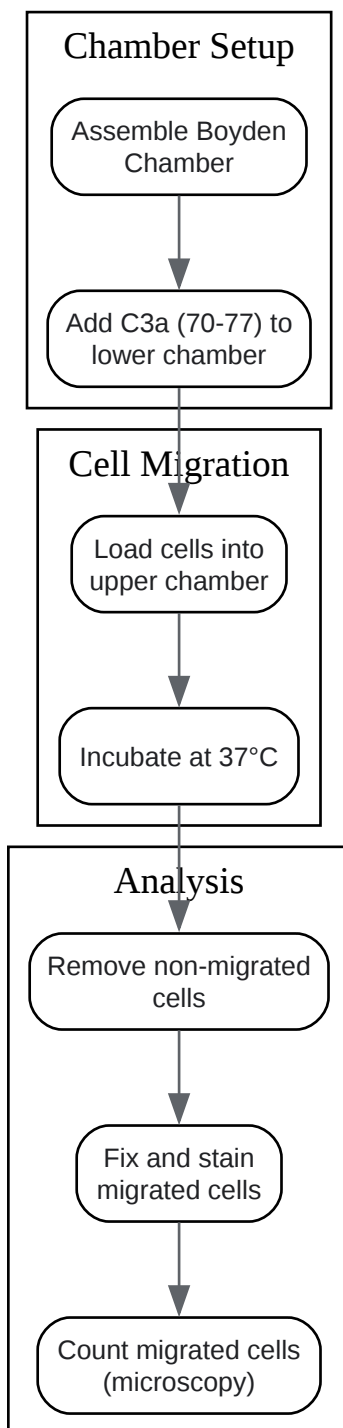 Chamber Setup
Assemble Boyden
Chamber
Add C3a (70-77) to
lower chamber
Cell Migration
Load cells into
upper chamber
Incubate at 37°C
Analysis
Remove non-migrated
cells
Fix and stain
migrated cells
Count migrated cells
(microscopy)